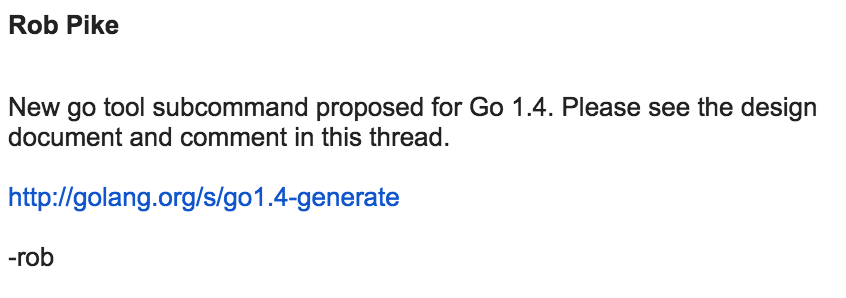 Rob Pike
New go tool subcommand proposed for Go 1.4. Please see the design
document and comment in this thread.
http://golang.org/s/go1.4-generate
-rob